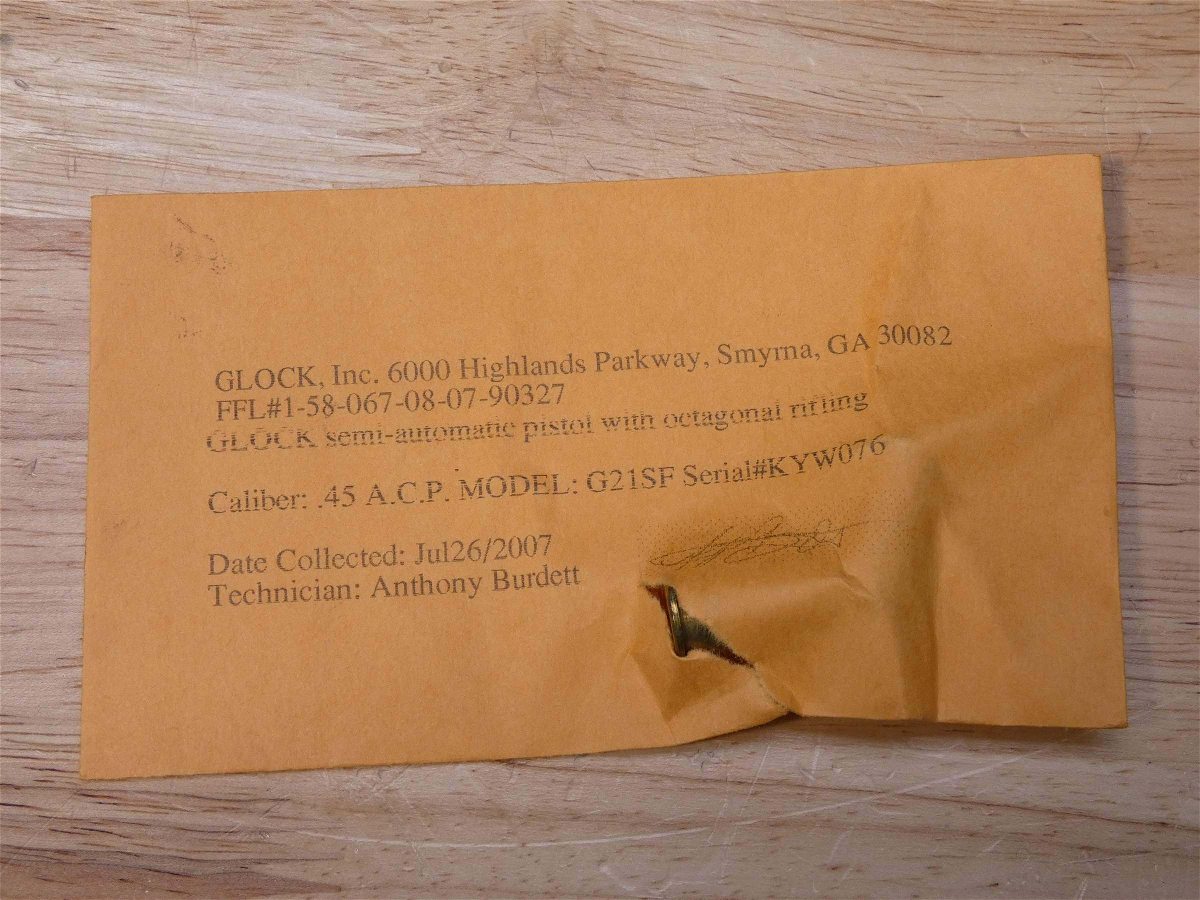 GLOCK, Inc. 6000 Highlands Parkway, Smyrna, GA 30082
FFL#1-58-067-08-07-90327
GLOCK semi-automatic pistol with octagonal rifling
Caliber: .45 A.C.P. MODEL: G21SF Serial#KYW076
Date Collected: Jul26/2007
Technician: Anthony Burdett